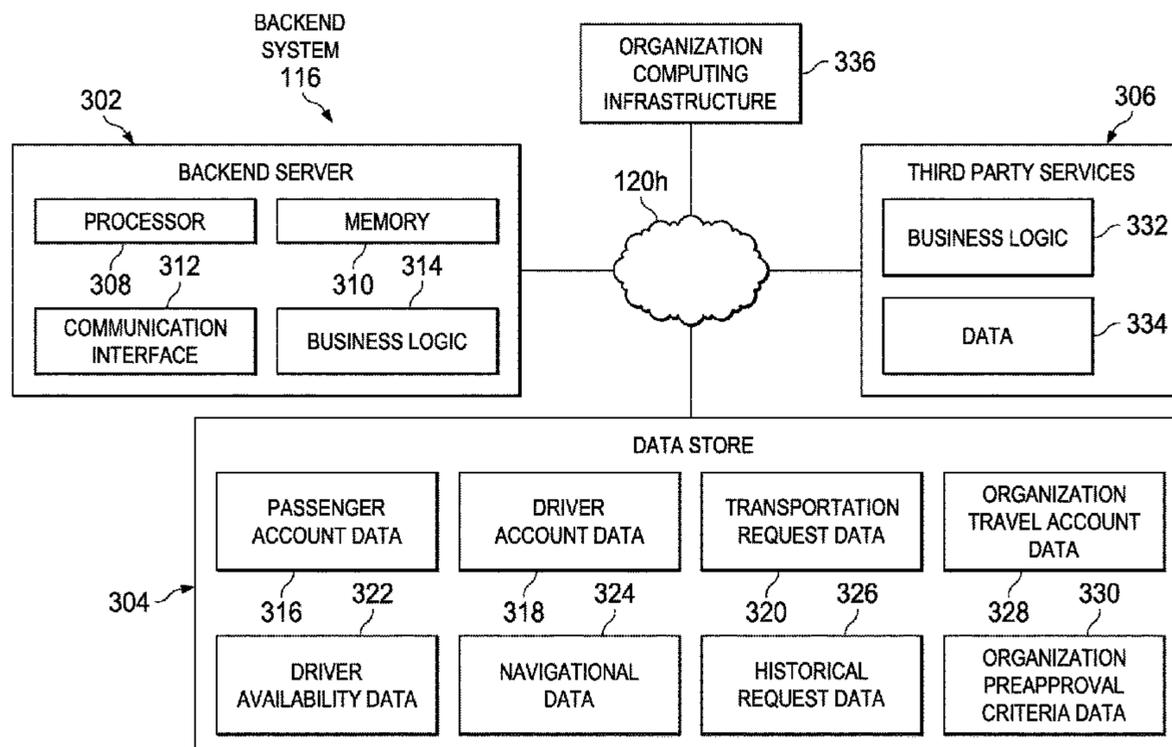 BACKEND
SYSTEM
116
ORGANIZATION
COMPUTING
INFRASTRUCTURE
336
302
306
BACKEND SERVER
PROCESSOR
MEMORY
308
312
310
314
COMMUNICATION
INTERFACE
BUSINESS LOGIC
120h
THIRD PARTY SERVICES
BUSINESS LOGIC
332
DATA
334
DATA STORE
PASSENGER
ACCOUNT DATA
DRIVER
ACCOUNT DATA
TRANSPORTATION
REQUEST DATA
ORGANIZATION
TRAVEL ACCOUNT
DATA
304
316
322
318
324
320
326
328
330
DRIVER
AVAILABILITY DATA
NAVIGATIONAL
DATA
HISTORICAL
REQUEST DATA
ORGANIZATION
PREAPPROVAL
CRITERIA DATA